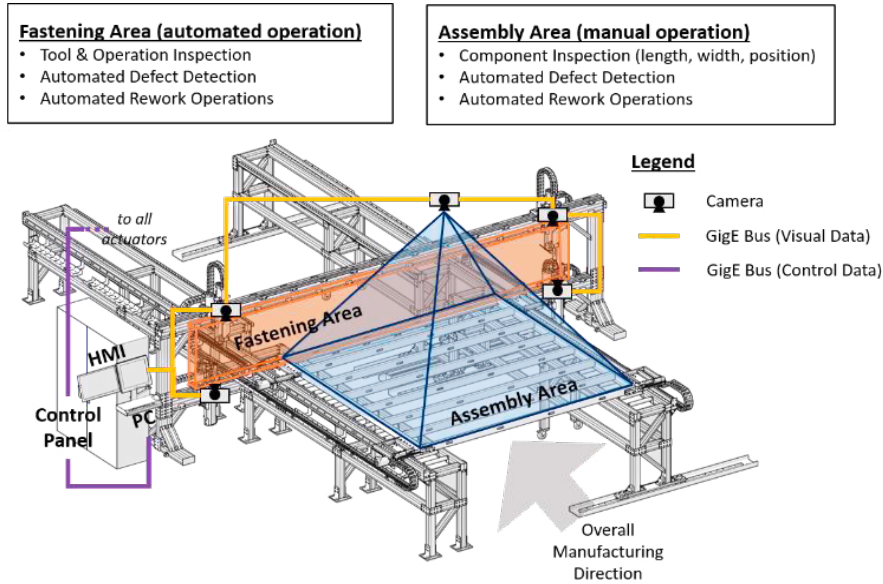 Fastening Area (automated operation)
• Tool & Operation Inspection
• Automated Defect Detection
• Automated Rework Operations
Assembly Area (manual operation)
• Component Inspection (length, width, position)
• Automated Defect Detection
• Automated Rework Operations
Legend
Camera
GigE Bus (Visual Data)
GigE Bus (Control Data)
to all
actuators
Fastening Area
HMI
Assembly Area
Control
Panel
PC
Overall
Manufacturing
Direction